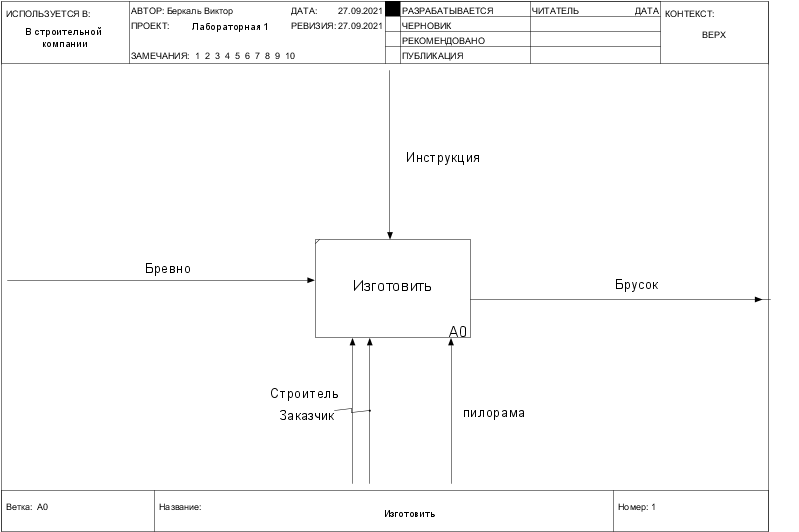 ИСПОЛЬЗУЕТСЯ В:
В строительной
компании
АВТОР: Беркаль Виктор ДАТА: 27.09.2021
ПРОЕКТ: Лабораторная 1 РЕВИЗИЯ: 27.09.2021
ЗАМЕЧАНИЯ: 1 2 3 4 5 6 7 8 9 10
РАЗРАБАТЫВАЕТСЯ
ЧЕРНОВИК
РЕКОМЕНДОВАНО
ПУБЛИКАЦИЯ
ЧИТАТЕЛЬ ДАТА
КОНТЕКСТ:
ВЕРХ
Инструкция
Бревно
Изготовить
A0
Брусок
Строитель
Заказчик
пилорама
Ветка: A0
Название:
Изготовить
Номер: 1